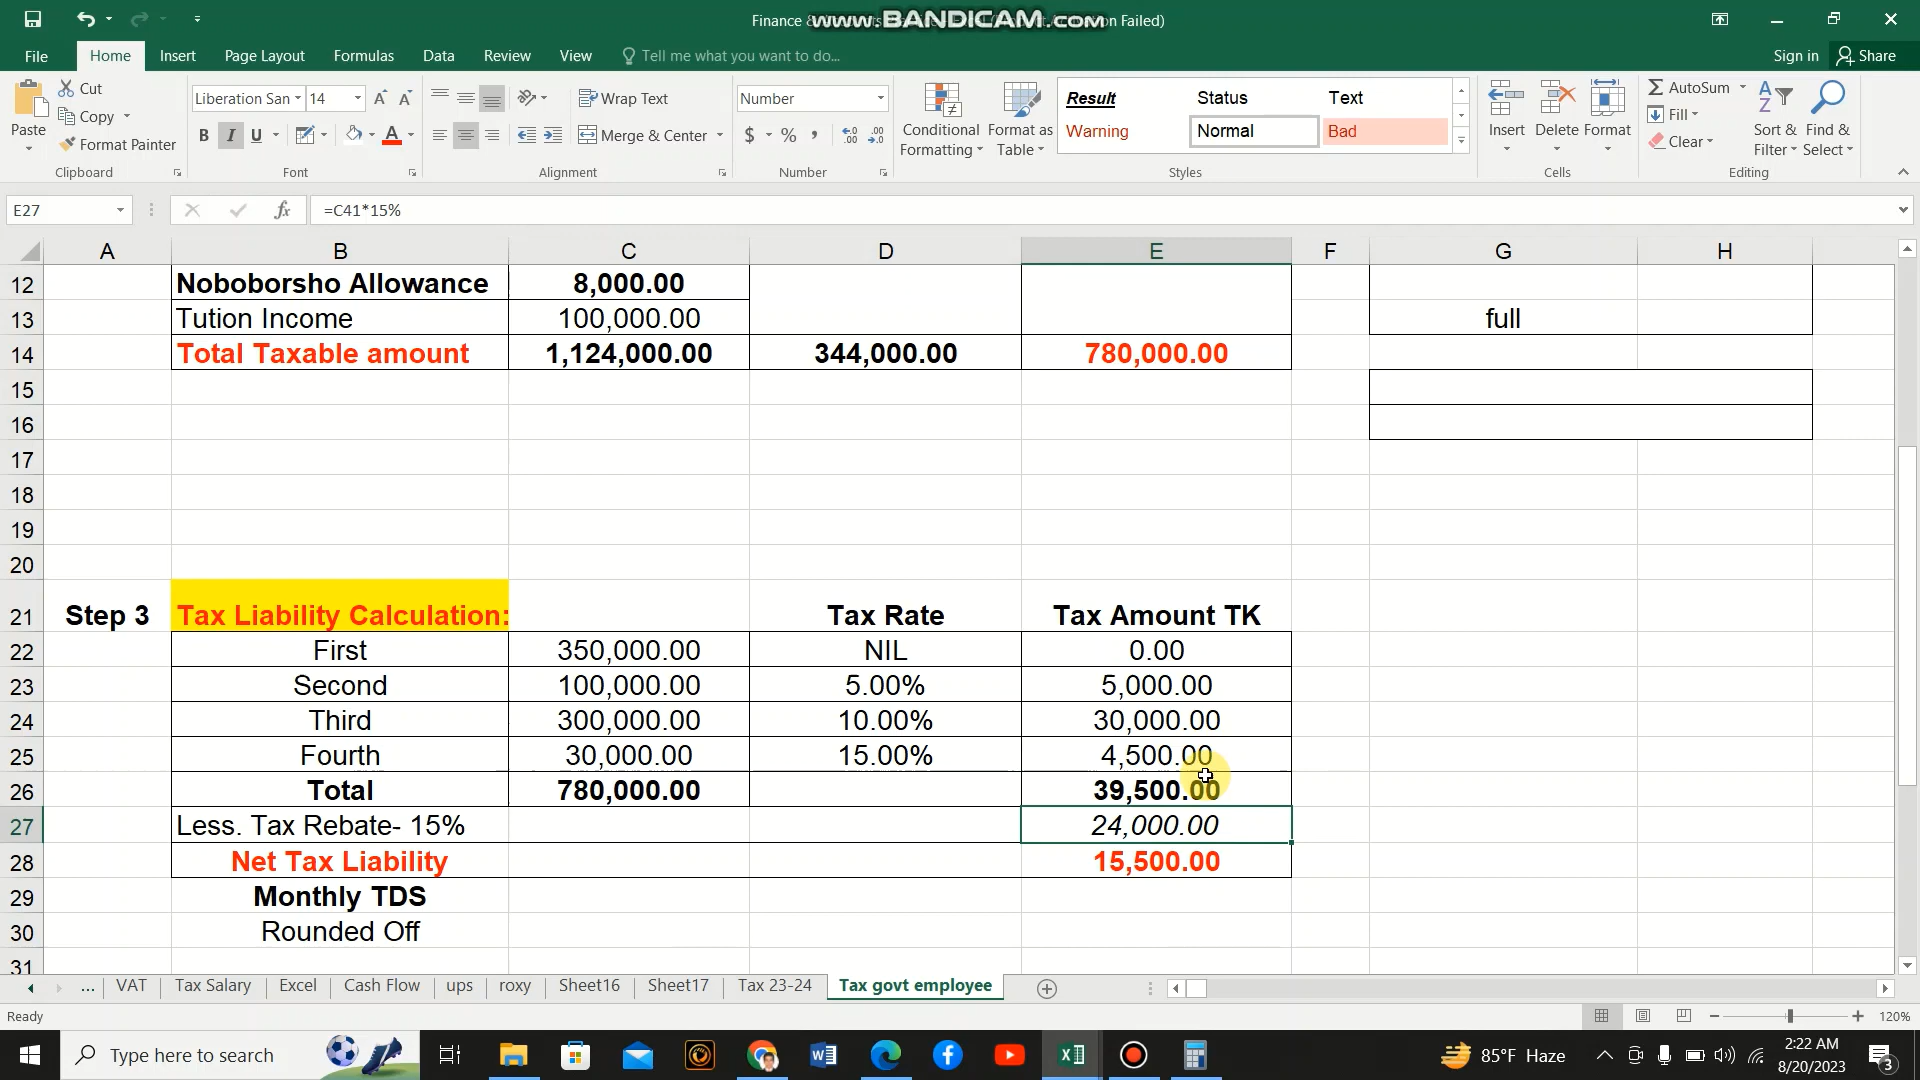 Finance &
www.BANDICAM.com
n Failed)
File
Home
Insert
Page Layout
Formulas
Data
Review
View
Tell me what you want to do...
Sign in
Share
Paste
Cut
Copy
Format Painter
Clipboard
Liberation San
14
B I U
Font
Wrap Text
Merge & Center
Alignment
Number
$ % ,
Number
Conditional Formatting
Format as Table
Result
Status
Text
Warning
Normal
Bad
Styles
Insert
Delete
Format
Cells
AutoSum
Fill
Clear
Sort & Filter
Find & Select
Editing
E27
fx
=C41*15%
A B C D E F G H
12 Noboborsho Allowance 8,000.00
13 Tution Income 100,000.00 full
14 Total Taxable amount 1,124,000.00 344,000.00 780,000.00
15
16
17
18
19
20
21 Step 3 Tax Liability Calculation: Tax Rate Tax Amount TK
22 First 350,000.00 NIL 0.00
23 Second 100,000.00 5.00% 5,000.00
24 Third 300,000.00 10.00% 30,000.00
25 Fourth 30,000.00 15.00% 4,500.00
26 Total 780,000.00 39,500.00
27 Less. Tax Rebate- 15% 24,000.00
28 Net Tax Liability 15,500.00
29 Monthly TDS
30 Rounded Off
31
... VAT Tax Salary Excel Cash Flow ups roxy Sheet16 Sheet17 Tax 23-24 Tax govt employee
Ready
120%
Type here to search
85°F Haze
2:22 AM
8/20/2023
3